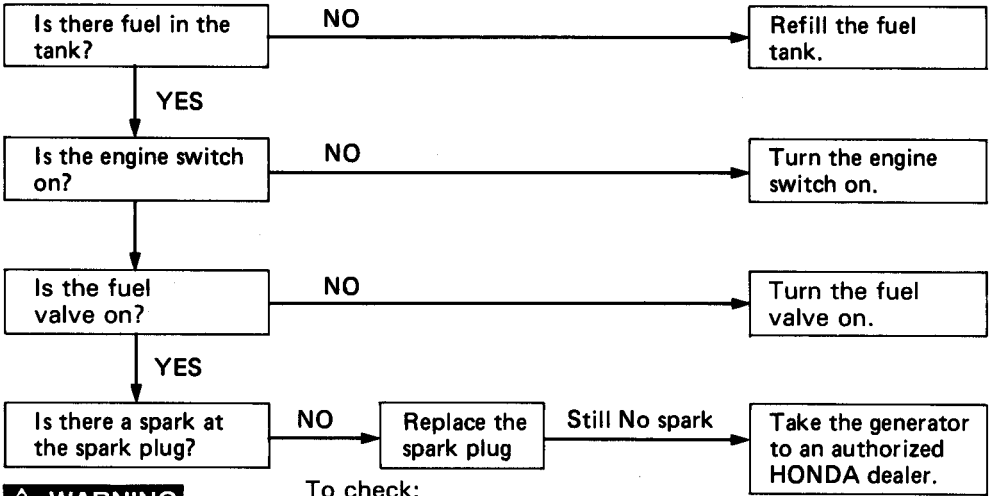 Is there fuel in the
tank?
NO
Refill the fuel
tank.
YES
Is the engine switch
on?
NO
Turn the engine
switch on.
Is the fuel
valve on?
NO
Turn the fuel
valve on.
YES
Is there a spark at
the spark plug?
NO
Replace the
spark plug
Still No spark
Take the generator
to an authorized
HONDA dealer.
⚠ WARNING
To check: